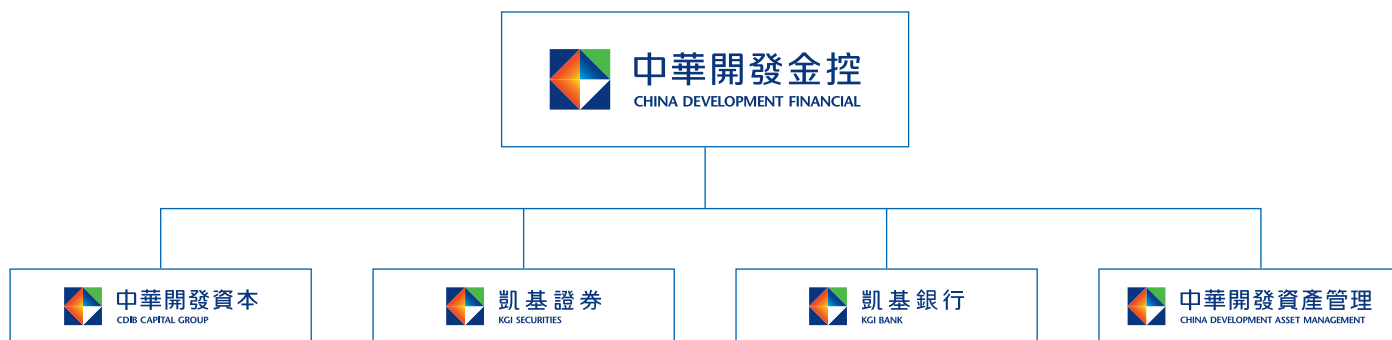 中華開發金控
CHINA DEVELOPMENT FINANCIAL
中華開發資本
CDIB CAPITAL GROUP
凱基證券
KGI SECURITIES
凱基銀行
KGI BANK
中華開發資產管理
CHINA DEVELOPMENT ASSET MANAGEMENT